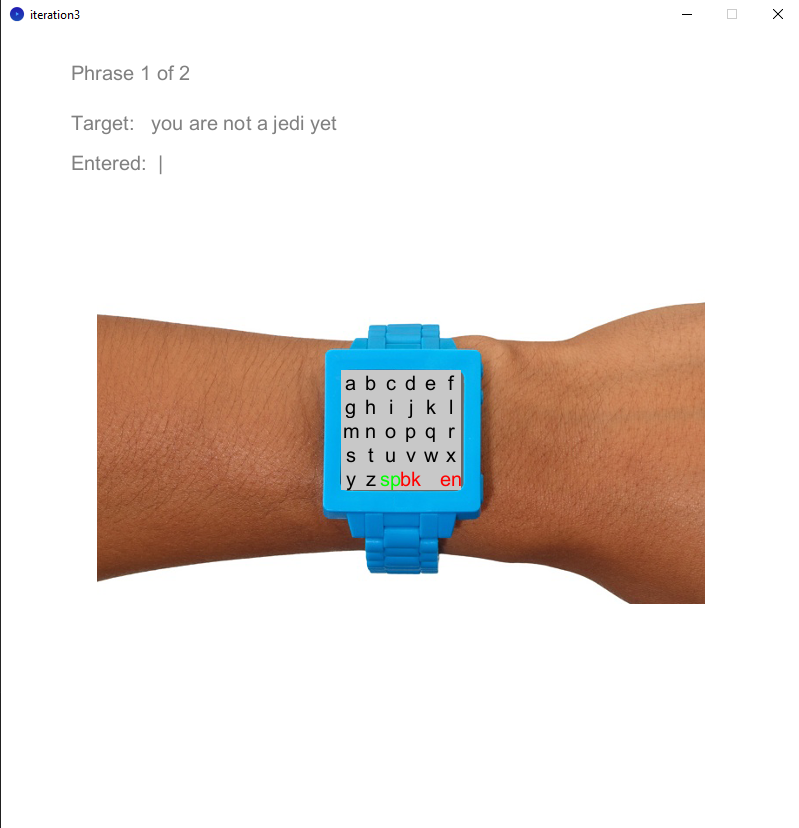 iteration3
Phrase 1 of 2
Target: you are not a jedi yet
Entered: |
a b c d e f
g h i j k l
m n o p q r
s t u v w x
y z sp bk en